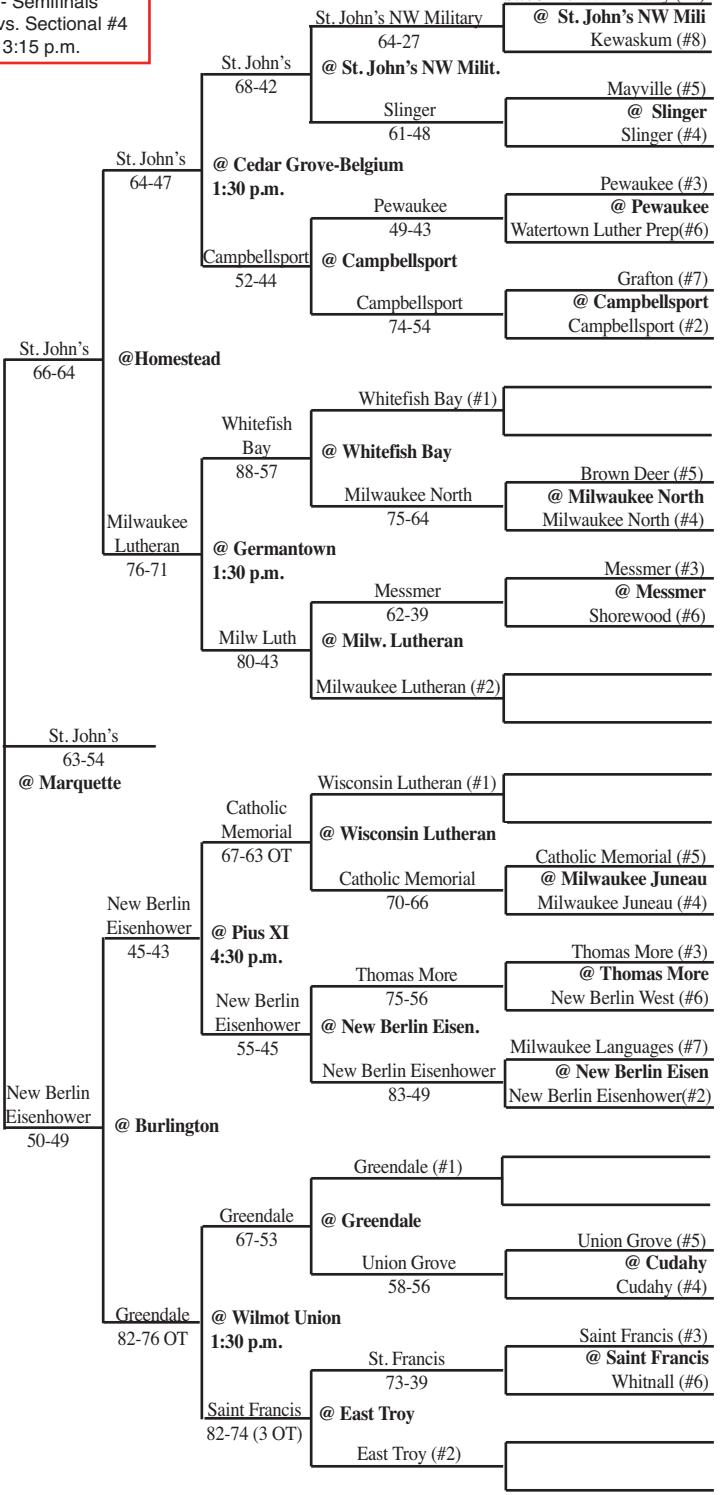 - Semifinals
vs. Sectional #4
3:15 p.m.
St. John's NW Military
64-27
@ St. John's NW Mili
Kewaskum (#8)
St. John's
68-42
@ St. John's NW Milit.
Slinger
61-48
Mayville (#5)
@ Slinger
Slinger (#4)
St. John's
64-47
@ Cedar Grove-Belgium
1:30 p.m.
Pewaukee
49-43
Pewaukee (#3)
@ Pewaukee
Watertown Luther Prep(#6)
Campbellsport
52-44
@ Campbellsport
Campbellsport
74-54
Grafton (#7)
@ Campbellsport
Campbellsport (#2)
St. John's
66-64
@Homestead
Whitefish Bay (#1)
Whitefish
Bay
88-57
@ Whitefish Bay
Milwaukee North
75-64
Brown Deer (#5)
@ Milwaukee North
Milwaukee North (#4)
Milwaukee
Lutheran
76-71
@ Germantown
1:30 p.m.
Messmer
62-39
Messmer (#3)
@ Messmer
Shorewood (#6)
Milw Luth
80-43
@ Milw. Lutheran
Milwaukee Lutheran (#2)
St. John's
63-54
@ Marquette
Wisconsin Lutheran (#1)
Catholic
Memorial
67-63 OT
@ Wisconsin Lutheran
Catholic Memorial
70-66
Catholic Memorial (#5)
@ Milwaukee Juneau
Milwaukee Juneau (#4)
New Berlin
Eisenhower
45-43
@ Pius XI
4:30 p.m.
Thomas More
75-56
Thomas More (#3)
@ Thomas More
New Berlin West (#6)
New Berlin
Eisenhower
55-45
@ New Berlin Eisen.
New Berlin Eisenhower
83-49
Milwaukee Languages (#7)
@ New Berlin Eisen
New Berlin Eisenhower(#2)
New Berlin
Eisenhower
50-49
@ Burlington
Greendale (#1)
Greendale
67-53
@ Greendale
Union Grove
58-56
Union Grove (#5)
@ Cudahy
Cudahy (#4)
Greendale
82-76 OT
@ Wilmot Union
1:30 p.m.
St. Francis
73-39
Saint Francis (#3)
@ Saint Francis
Whitnall (#6)
Saint Francis
82-74 (3 OT)
@ East Troy
East Troy (#2)